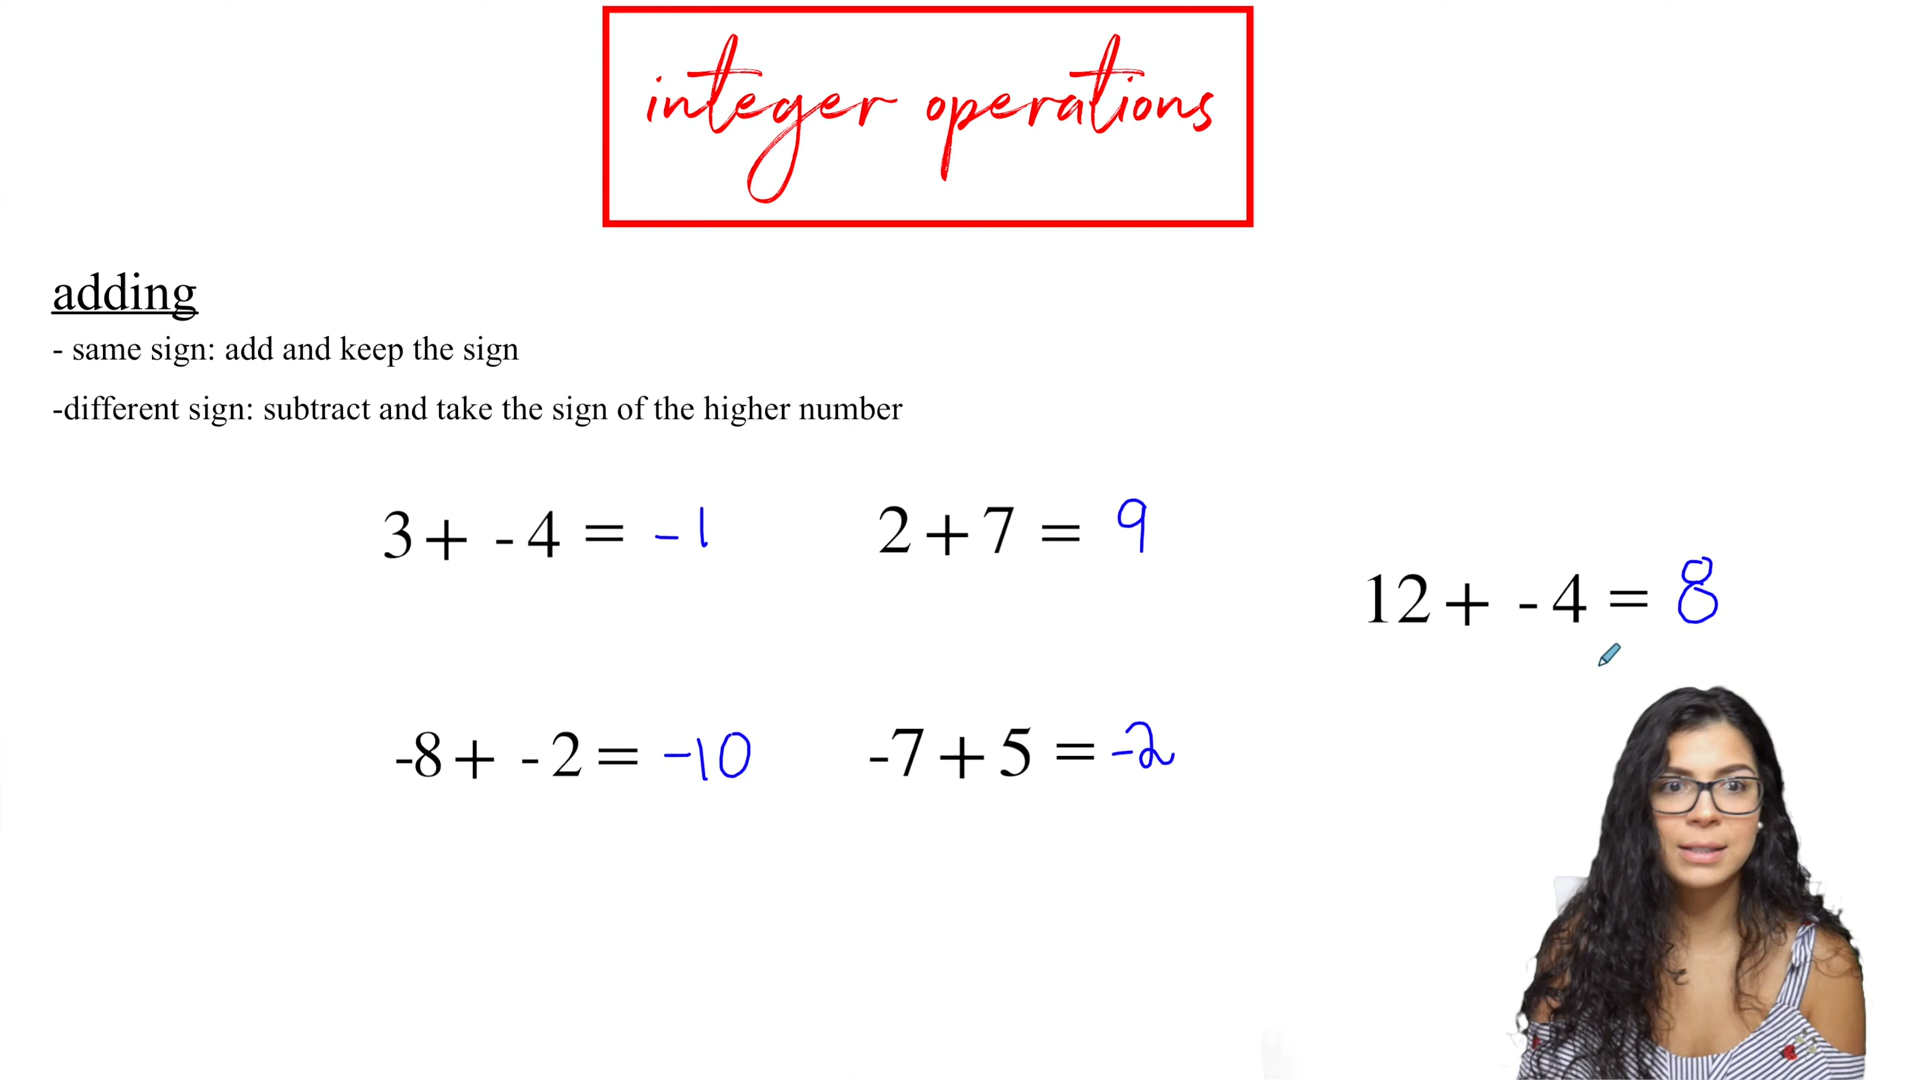 integer operations
adding
- same sign: add and keep the sign
-different sign: subtract and take the sign of the higher number
3 + - 4 = -1
2 + 7 = 9
12 + - 4 = 8
-8 + - 2 = -10
-7 + 5 = -2